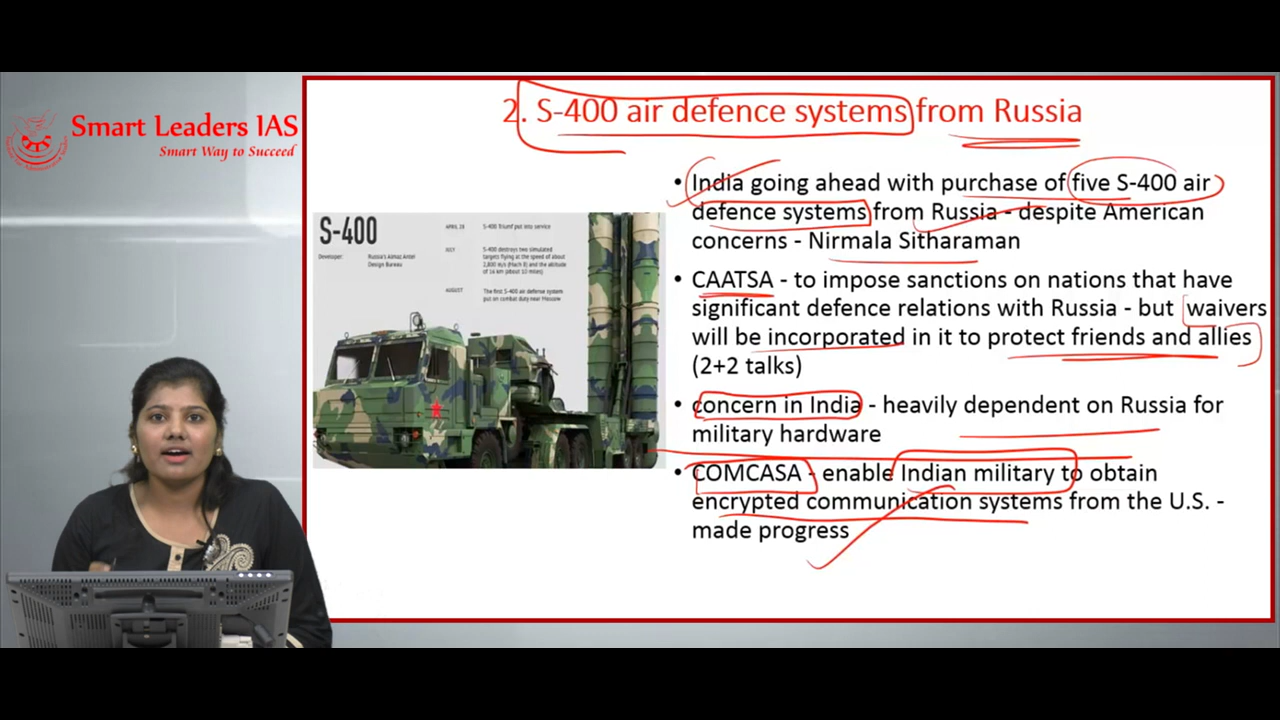 Smart Leaders IAS
Smart Way to Succeed
2. S-400 air defence systems from Russia
• India going ahead with purchase of five S-400 air
defence systems from Russia - despite American
concerns - Nirmala Sitharaman
• CAATSA - to impose sanctions on nations that have
significant defence relations with Russia - but waivers
will be incorporated in it to protect friends and allies
(2+2 talks)
• concern in India - heavily dependent on Russia for
military hardware
• COMCASA - enable Indian military to obtain
encrypted communication systems from the U.S. -
made progress
S-400
Developer: Russia's Almaz-Antei
Design Bureau
APRIL 28 S-400 Triumf put into service
JULY S-400 destroys two simulated
targets flying at the speed of about
2,800 m/s (Mach 8) and the altitude
of 16 km (about 10 miles)
AUGUST The first S-400 air defense system
put on combat duty near Moscow